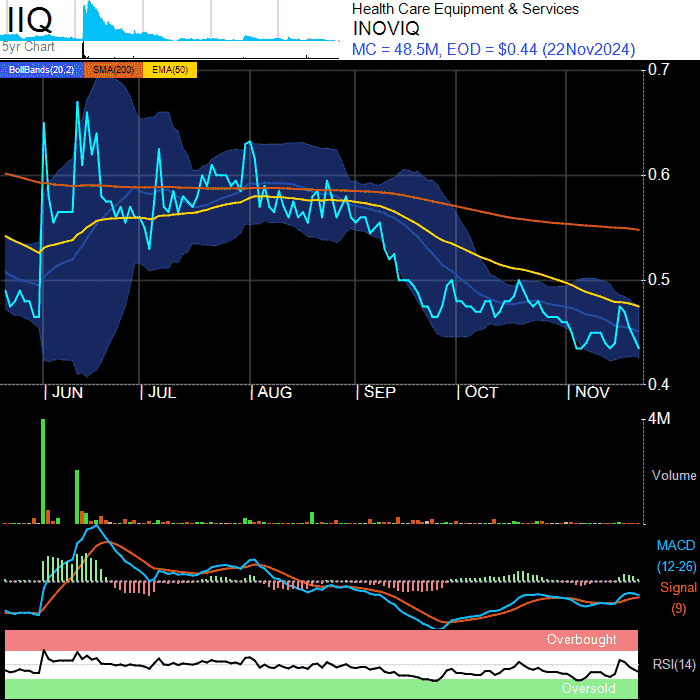 IIQ
5yr Chart
Health Care Equipment & Services
INOVIQ
MC = 48.5M, EOD = $0.44 (22Nov2024)
BollBands(20,2) SMA(200) EMA(50)
0.7
0.6
0.5
0.4
JUN JUL AUG SEP OCT NOV
4M
Volume
MACD
(12-26)
Signal
(9)
Overbought
RSI(14)
Oversold